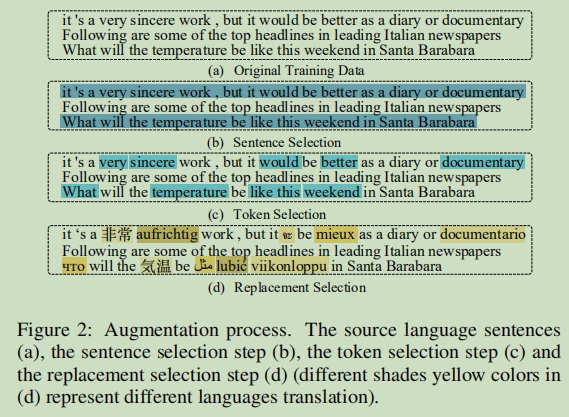 it 's a very sincere work , but it would be better as a diary or documentary
Following are some of the top headlines in leading Italian newspapers
What will the temperature be like this weekend in Santa Barabara
(a) Original Training Data
it 's a very sincere work , but it would be better as a diary or documentary
Following are some of the top headlines in leading Italian newspapers
What will the temperature be like this weekend in Santa Barabara
(b) Sentence Selection
it 's a very sincere work , but it would be better as a diary or documentary
Following are some of the top headlines in leading Italian newspapers
What will the temperature be like this weekend in Santa Barabara
(c) Token Selection
it ‘s a 非常 aufrichtig work , but it be mieux as a diary or documentario
Following are some of the top headlines in leading Italian newspapers
что will the 気温 be مثل lubić viikonloppu in Santa Barabara
(d) Replacement Selection
Figure 2: Augmentation process. The source language sentences
(a), the sentence selection step (b), the token selection step (c) and
the replacement selection step (d) (different shades yellow colors in
(d) represent different languages translation).